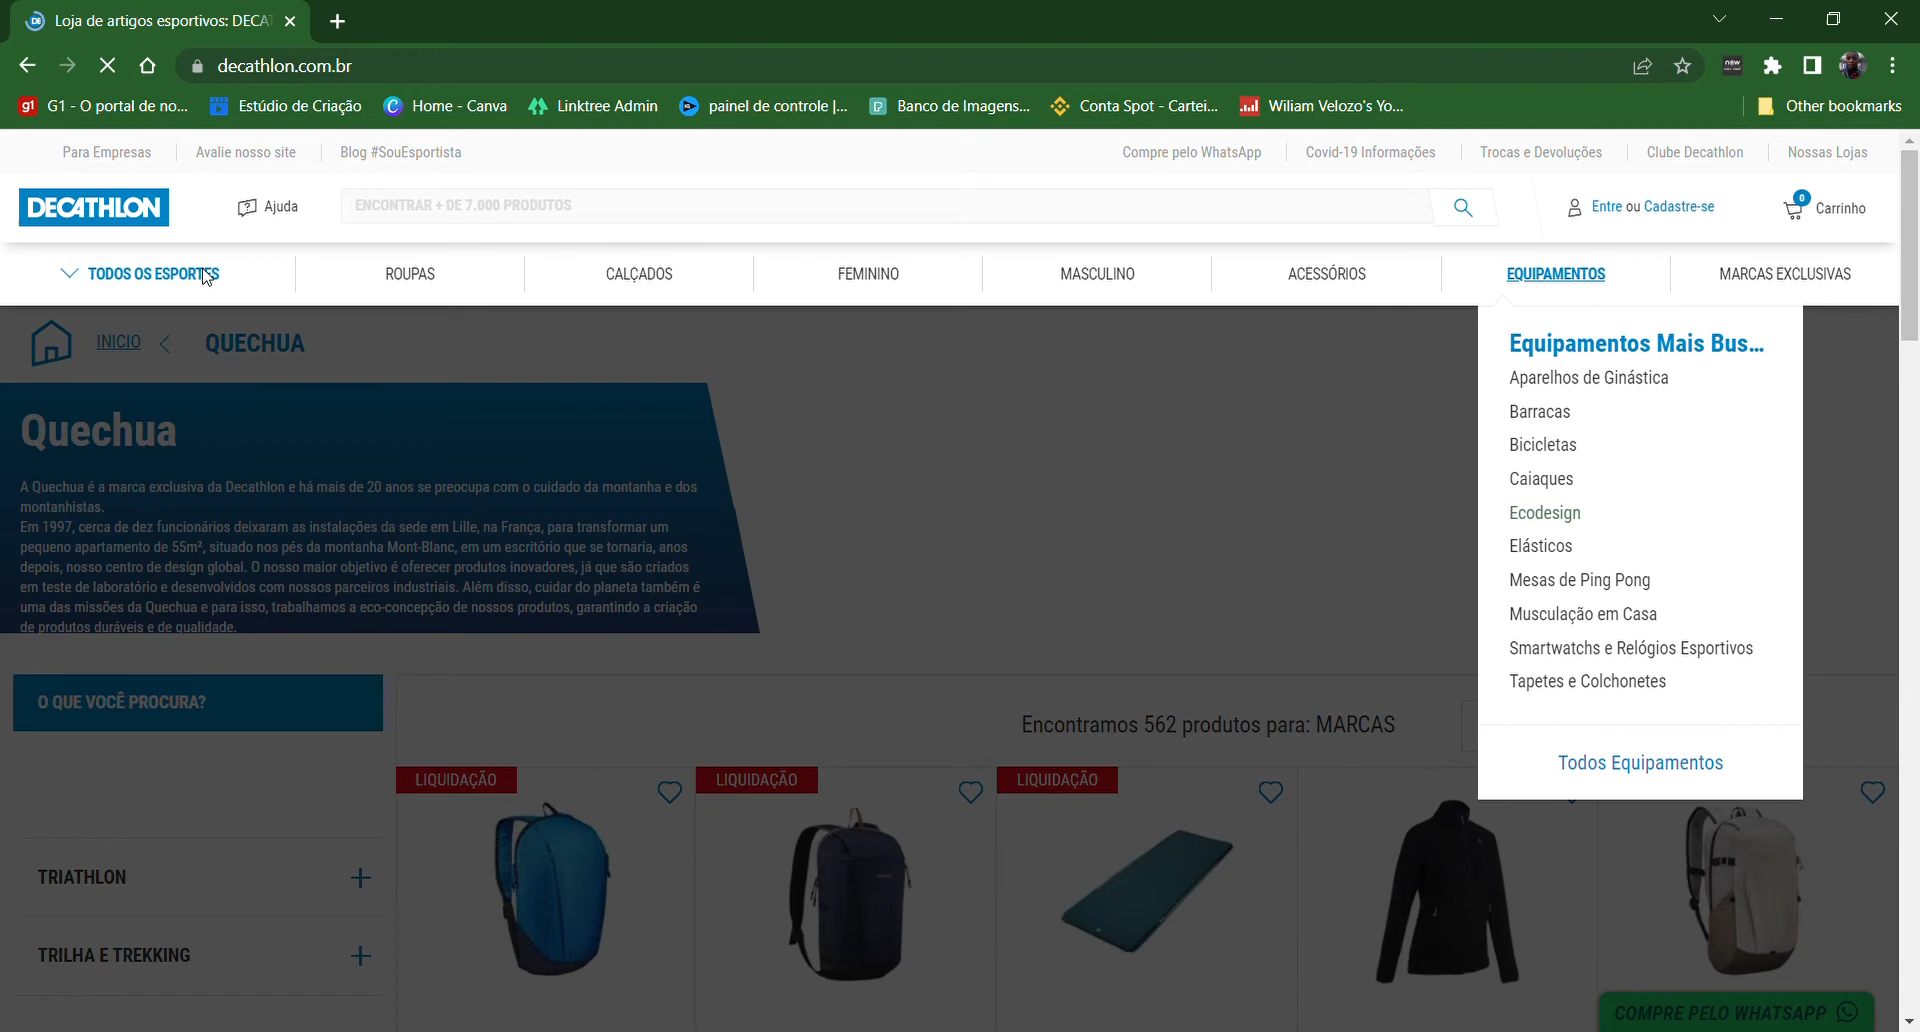 Loja de artigos esportivos: DECA
decathlon.com.br
G1 - O portal de no...
Estúdio de Criação
Home - Canva
Linktree Admin
painel de controle |...
Banco de Imagens...
Conta Spot - Cartei...
Wiliam Velozo's Yo...
Other bookmarks
Para Empresas
Avalie nosso site
Blog #SouEsportista
Compre pelo WhatsApp
Covid-19 Informações
Trocas e Devoluções
Clube Decathlon
Nossas Lojas
DECATHLON
Ajuda
ENCONTRAR + DE 7.000 PRODUTOS
Entre ou Cadastre-se
0
Carrinho
TODOS OS ESPORTES
ROUPAS
CALÇADOS
FEMININO
MASCULINO
ACESSÓRIOS
EQUIPAMENTOS
MARCAS EXCLUSIVAS
INICIO
QUECHUA
Equipamentos Mais Bus...
Aparelhos de Ginástica
Barracas
Bicicletas
Caiaques
Ecodesign
Elásticos
Mesas de Ping Pong
Musculação em Casa
Smartwatchs e Relógios Esportivos
Tapetes e Colchonetes
Todos Equipamentos
Quechua
A Quechua é a marca exclusiva da Decathlon e há mais de 20 anos se preocupa com o cuidado da montanha e dos
montanhistas.
Em 1997, cerca de dez funcionários deixaram as instalações da sede em Lille, na França, para transformar um
pequeno apartamento de 55m², situado nos pés da montanha Mont-Blanc, em um escritório que se tornaria, anos
depois, nosso centro de design global. O nosso maior objetivo é oferecer produtos inovadores, já que são criados
em teste de laboratório e desenvolvidos com nossos parceiros industriais. Além disso, cuidar do planeta também é
uma das missões da Quechua e para isso, trabalhamos a eco-concepção de nossos produtos, garantindo a criação
de produtos duráveis e de qualidade.
O QUE VOCÊ PROCURA?
Encontramos 562 produtos para: MARCAS
LIQUIDAÇÃO
LIQUIDAÇÃO
LIQUIDAÇÃO
TRIATHLON
TRILHA E TREKKING
COMPRE PELO WHATSAPP